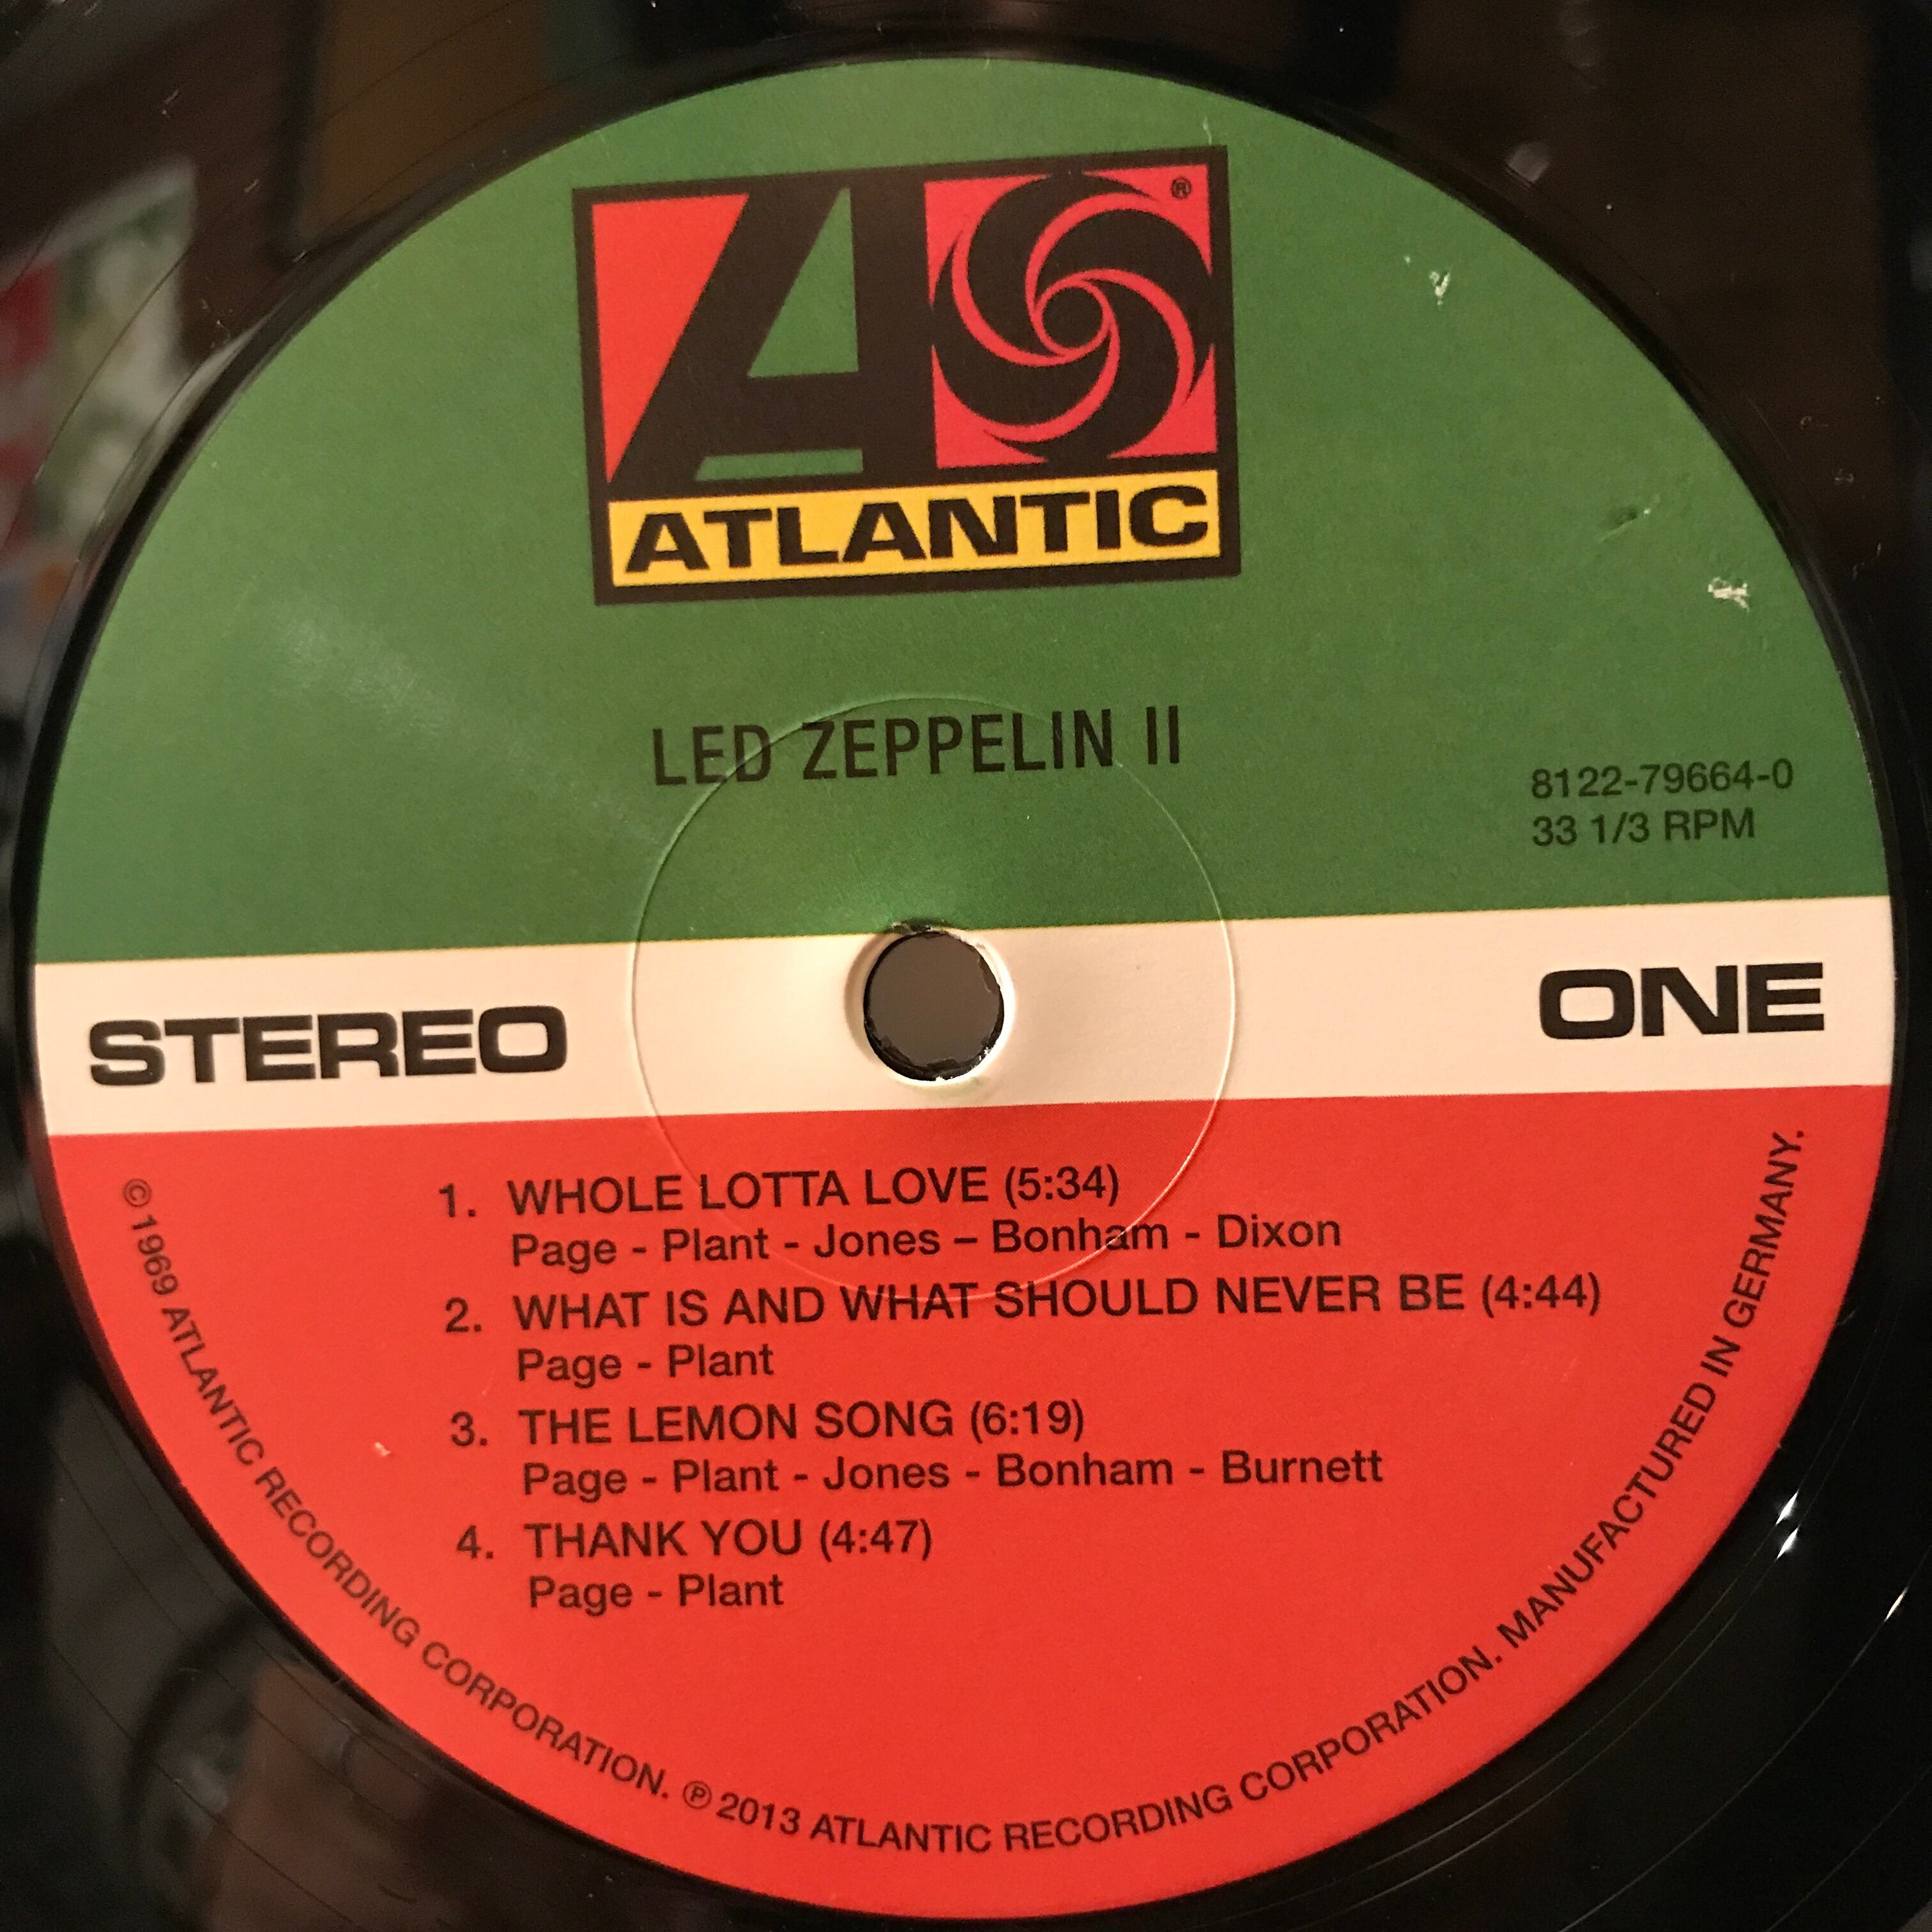 ®
ATLANTIC
LED ZEPPELIN II
8122-79664-0
33 1/3 RPM
STEREO
ONE
1. WHOLE LOTTA LOVE (5:34)
Page - Plant - Jones – Bonham - Dixon
2. WHAT IS AND WHAT SHOULD NEVER BE (4:44)
Page - Plant
3. THE LEMON SONG (6:19)
Page - Plant - Jones - Bonham - Burnett
4. THANK YOU (4:47)
Page - Plant
©1969 ATLANTIC RECORDING CORPORATION. ℗ 2013 ATLANTIC RECORDING CORPORATION. MANUFACTURED IN GERMANY.